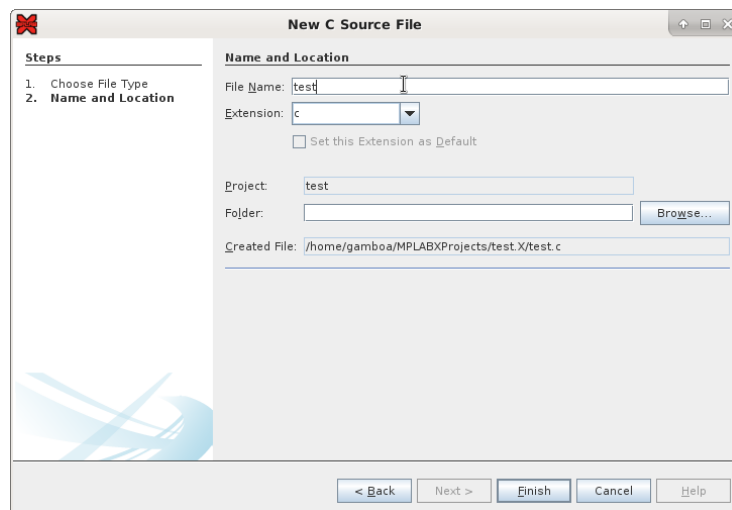 New C Source File
Steps
1. Choose File Type
2. Name and Location
Name and Location
File Name: test
Extension: c
Set this Extension as Default
Project: test
Folder:
Browse...
Created File: /home/gamboa/MPLABXProjects/test.X/test.c
< Back Next > Finish Cancel Help